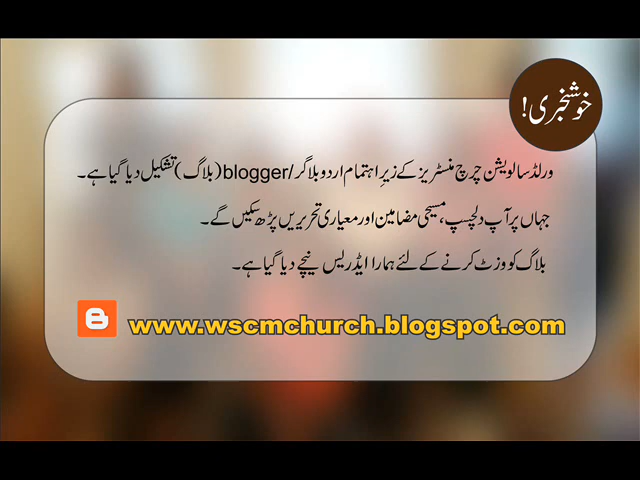 خوشخبری!
ورلڈ سالویشن چرچ منسٹریز کے زیرِ اہتمام اردو بلاگر/blogger (بلاگ) تشکیل دیا گیا ہے۔
جہاں پر آپ دلچسپ، مسیحی مضامین اور معیاری تحریریں پڑھ سکیں گے۔
بلاگ کو وزٹ کرنے کے لئے ہمارا ایڈریس نیچے دیا گیا ہے۔
www.wscmchurch.blogspot.com